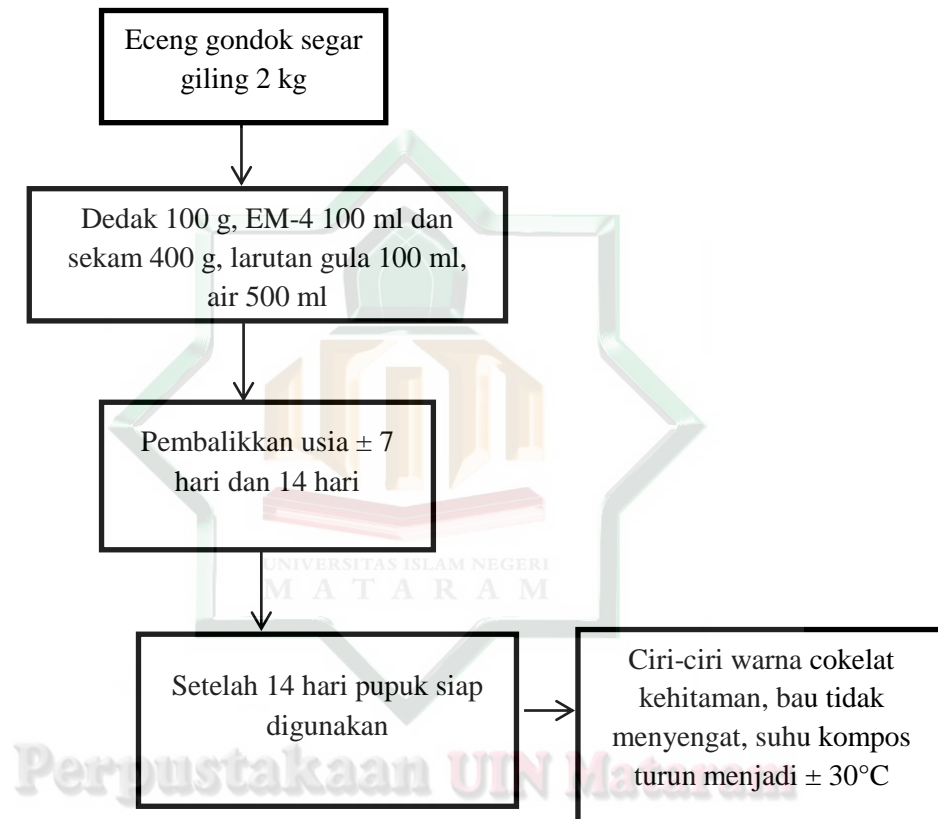 Eceng gondok segar
giling 2 kg
Dedak 100 g, EM-4 100 ml dan
sekam 400 g, larutan gula 100 ml,
air 500 ml
Pembalikkan usia ± 7
hari dan 14 hari
UNIVERSITAS ISLAM NEGERI
MATARAM
Setelah 14 hari pupuk siap
digunakan
Ciri-ciri warna cokelat
kehitaman, bau tidak
menyengat, suhu kompos
turun menjadi ± 30°C
Perpustakaan UIN Mataram